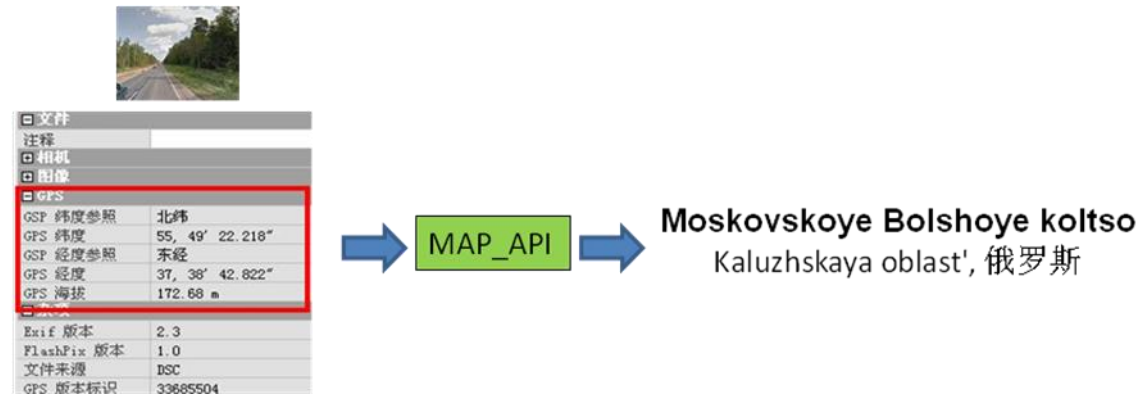 文件
注释
相机
图像
GPS
GSP 纬度参照 北纬
GPS 纬度 55, 49′ 22.218″
GSP 经度参照 东经
GPS 经度 37, 38′ 42.822″
GPS 海拔 172.68 m
杂项
Exif 版本 2.3
FlashPix 版本 1.0
文件来源 DSC
GPS 版本标识 33685504
MAP_API
Moskovskoye Bolshoye koltso
Kaluzhskaya oblast', 俄罗斯